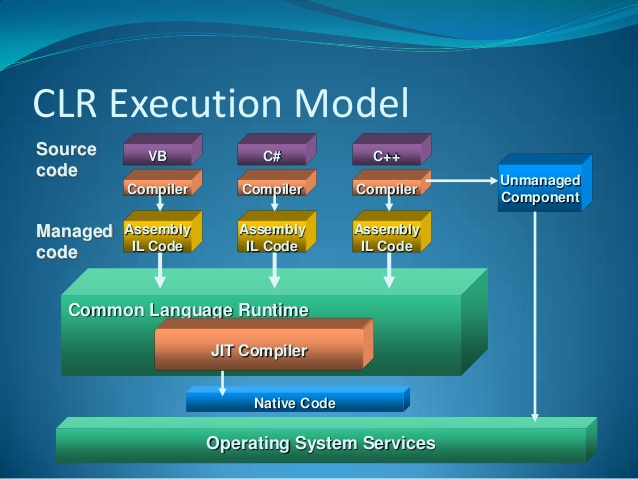 CLR Execution Model
Source
code
VB
C#
C++
Compiler
Compiler
Compiler
Unmanaged
Component
Managed
code
Assembly
IL Code
Assembly
IL Code
Assembly
IL Code
Common Language Runtime
JIT Compiler
Native Code
Operating System Services